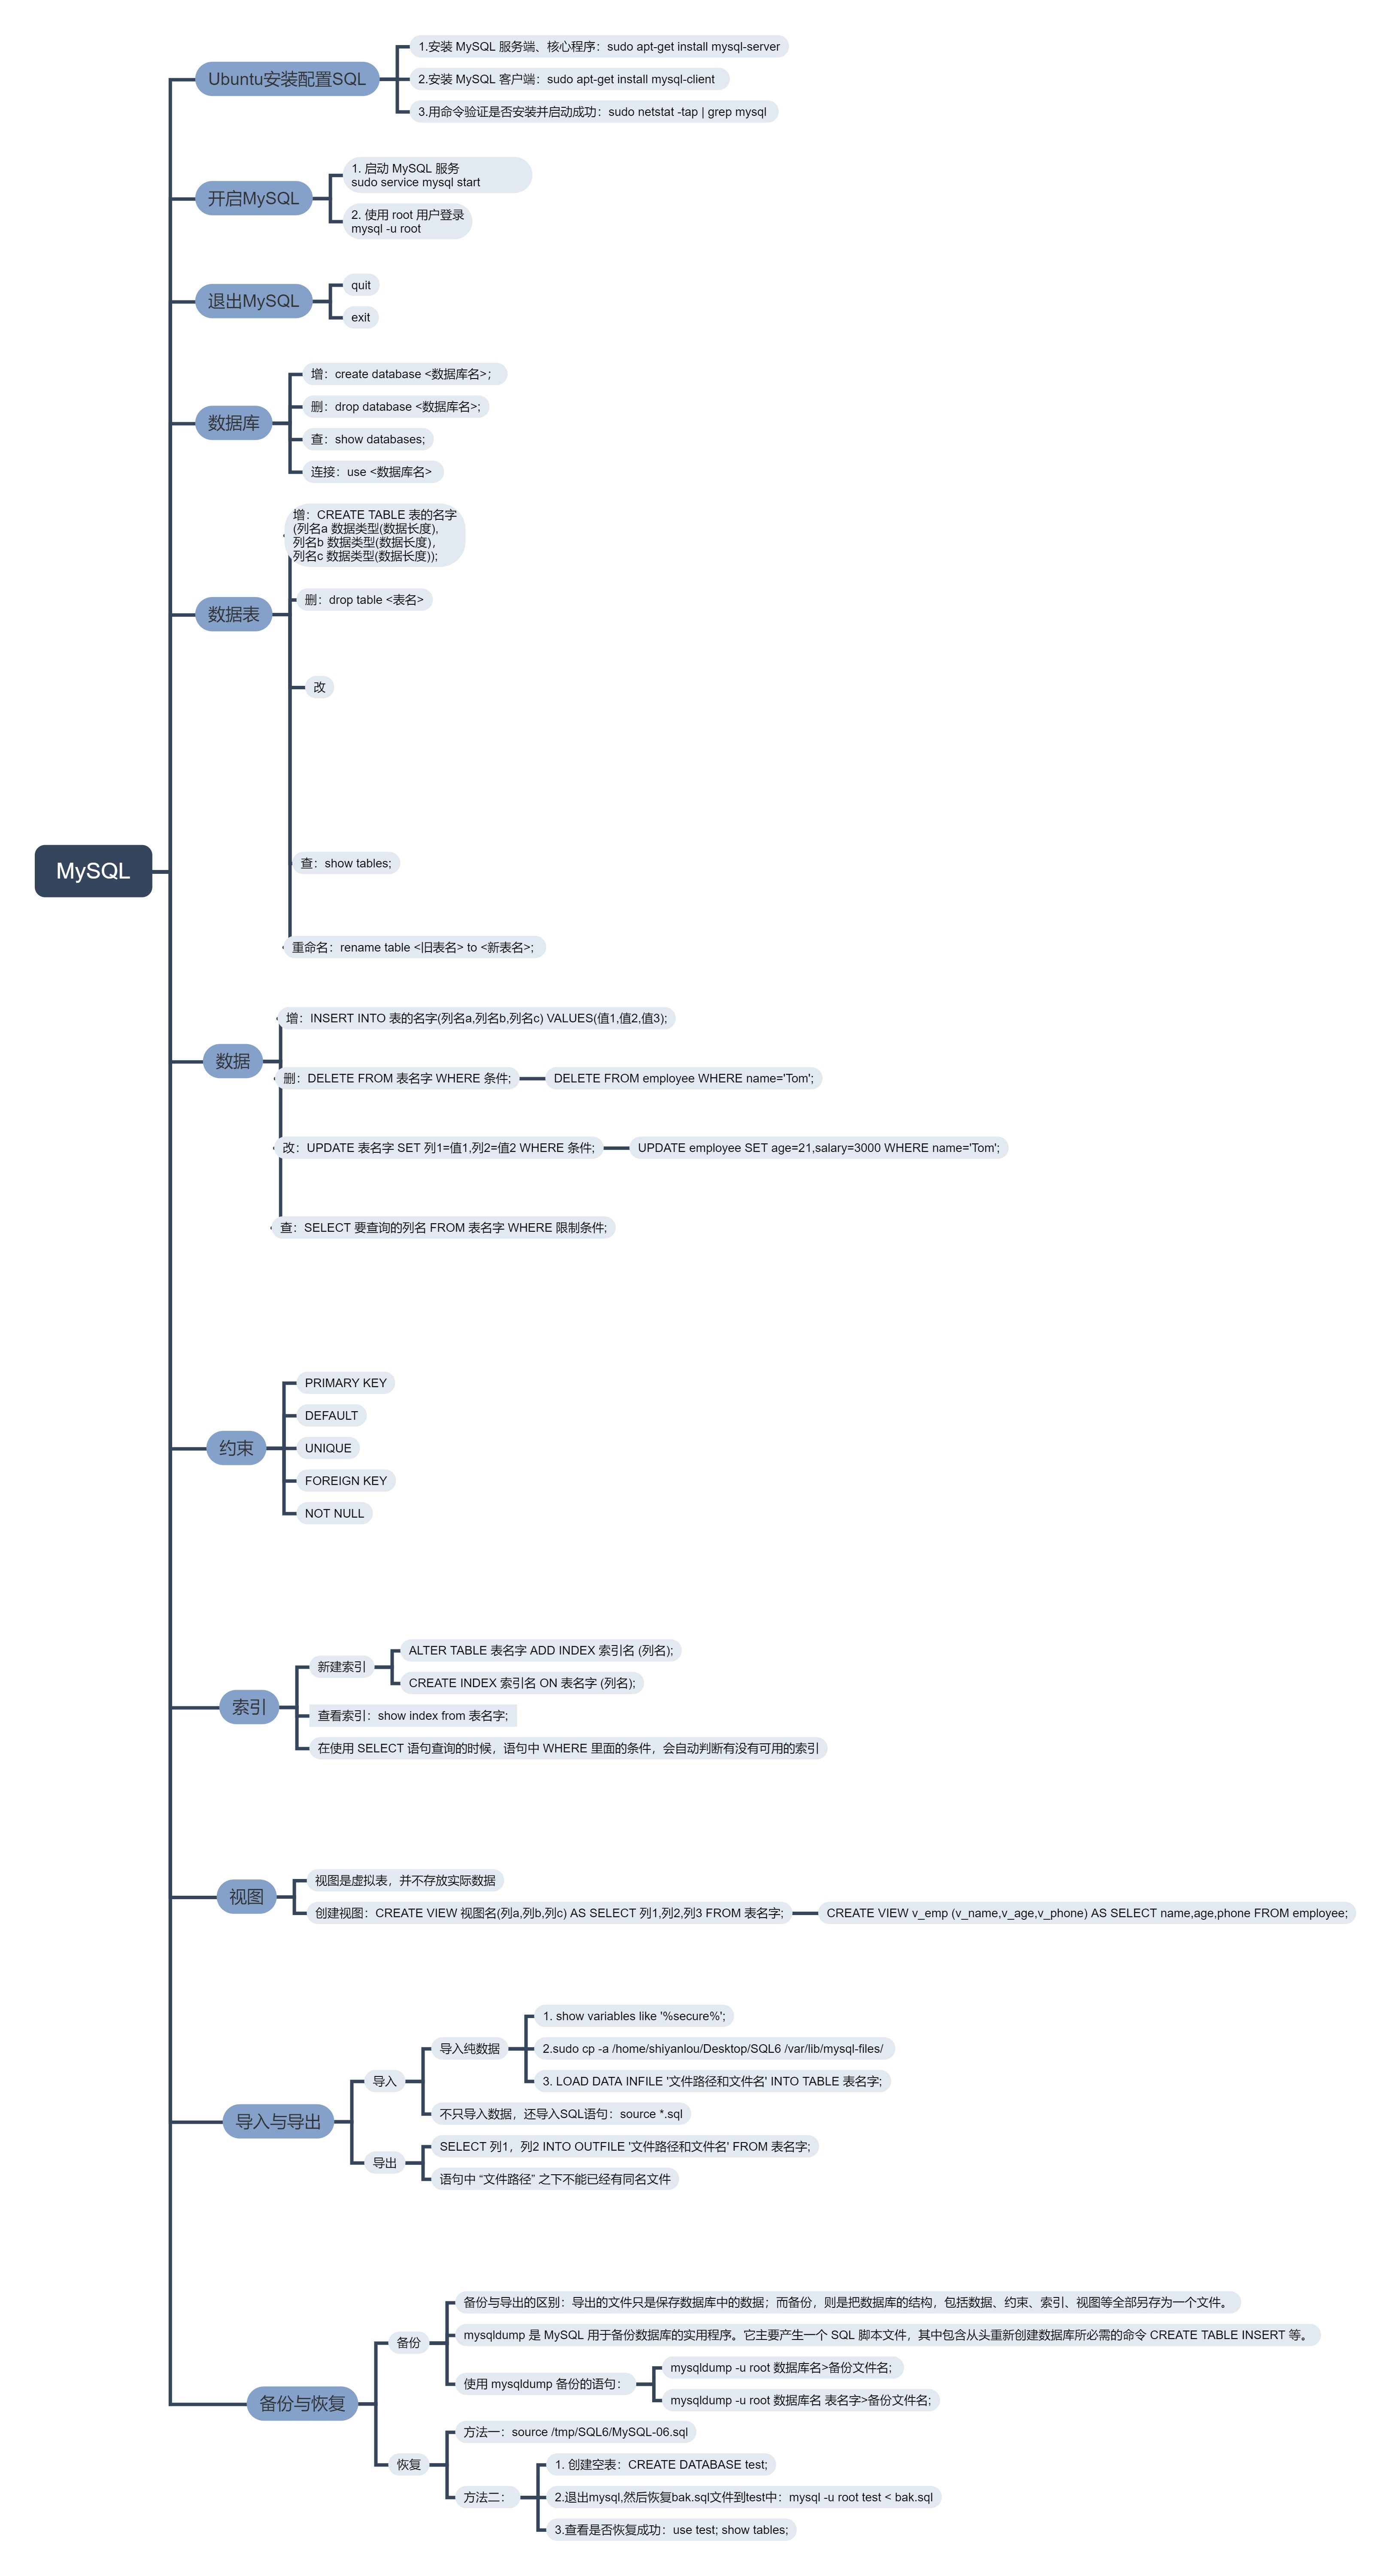 MySQL
Ubuntu安装配置SQL
1.安装 MySQL 服务端、核心程序：sudo apt-get install mysql-server
2.安装 MySQL 客户端：sudo apt-get install mysql-client
3.用命令验证是否安装并启动成功：sudo netstat -tap | grep mysql
开启MySQL
1. 启动 MySQL 服务
sudo service mysql start
2. 使用 root 用户登录
mysql -u root
退出MySQL
quit
exit
数据库
增：create database <数据库名>；
删：drop database <数据库名>;
查：show databases;
连接：use <数据库名>
数据表
增：CREATE TABLE 表的名字
(列名a 数据类型(数据长度),
列名b 数据类型(数据长度)，
列名c 数据类型(数据长度));
删：drop table <表名>
改
查：show tables;
重命名：rename table <旧表名> to <新表名>;
数据
增：INSERT INTO 表的名字(列名a,列名b,列名c) VALUES(值1,值2,值3);
删：DELETE FROM 表名字 WHERE 条件;
DELETE FROM employee WHERE name='Tom';
改：UPDATE 表名字 SET 列1=值1,列2=值2 WHERE 条件;
UPDATE employee SET age=21,salary=3000 WHERE name='Tom';
查：SELECT 要查询的列名 FROM 表名字 WHERE 限制条件;
约束
PRIMARY KEY
DEFAULT
UNIQUE
FOREIGN KEY
NOT NULL
索引
新建索引
ALTER TABLE 表名字 ADD INDEX 索引名 (列名);
CREATE INDEX 索引名 ON 表名字 (列名);
查看索引：show index from 表名字;
在使用 SELECT 语句查询的时候，语句中 WHERE 里面的条件，会自动判断有没有可用的索引
视图
视图是虚拟表，并不存放实际数据
创建视图：CREATE VIEW 视图名(列a,列b,列c) AS SELECT 列1,列2,列3 FROM 表名字;
CREATE VIEW v_emp (v_name,v_age,v_phone) AS SELECT name,age,phone FROM employee;
导入与导出
导入
导入纯数据
1. show variables like '%secure%';
2.sudo cp -a /home/shiyanlou/Desktop/SQL6 /var/lib/mysql-files/
3. LOAD DATA INFILE '文件路径和文件名' INTO TABLE 表名字;
不只导入数据，还导入SQL语句：source *.sql
导出
SELECT 列1，列2 INTO OUTFILE '文件路径和文件名' FROM 表名字;
语句中 “文件路径” 之下不能已经有同名文件
备份与恢复
备份
备份与导出的区别：导出的文件只是保存数据库中的数据；而备份，则是把数据库的结构，包括数据、约束、索引、视图等全部另存为一个文件。
mysqldump 是 MySQL 用于备份数据库的实用程序。它主要产生一个 SQL 脚本文件，其中包含从头重新创建数据库所必需的命令 CREATE TABLE INSERT 等。
使用 mysqldump 备份的语句：
mysqldump -u root 数据库名>备份文件名;
mysqldump -u root 数据库名 表名字>备份文件名;
恢复
方法一：source /tmp/SQL6/MySQL-06.sql
方法二：
1. 创建空表：CREATE DATABASE test;
2.退出mysql,然后恢复bak.sql文件到test中：mysql -u root test < bak.sql
3.查看是否恢复成功：use test; show tables;